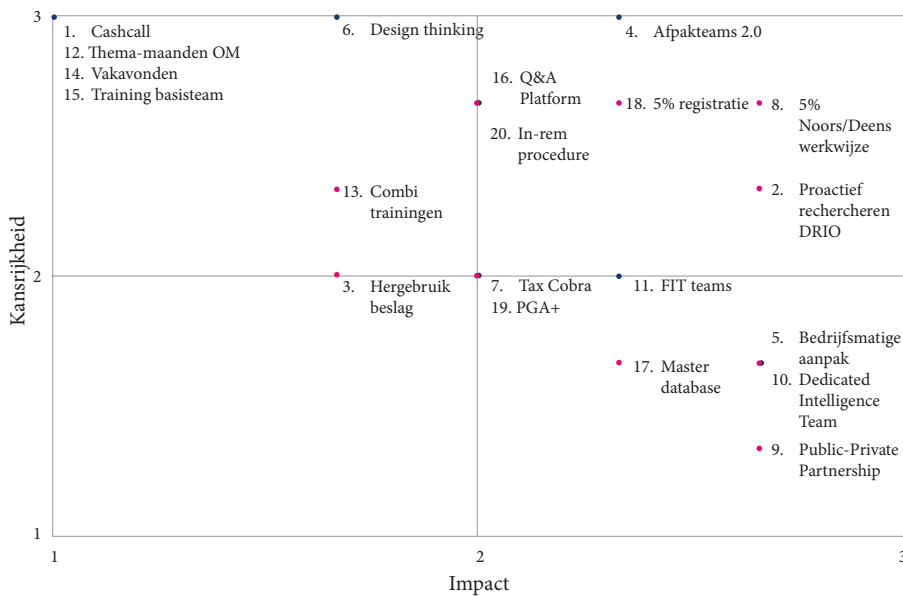 3
1. Cashcall
12. Thema-maanden OM
14. Vakavonden
15. Training basisteam
6. Design thinking
4. Afpakteams 2.0
16. Q&A
Platform
20. In-rem
procedure
18. 5% registratie
8. 5%
Noors/Deens
werkwijze
13. Combi
trainingen
2. Proactief
rechercheren
DRIO
Kansrijkheid
2
3. Hergebruik
beslag
7. Tax Cobra
19. PGA+
11. FIT teams
5. Bedrijfsmatige
aanpak
10. Dedicated
Intelligence
Team
17. Master
database
9. Public-Private
Partnership
1
1
2
3
Impact